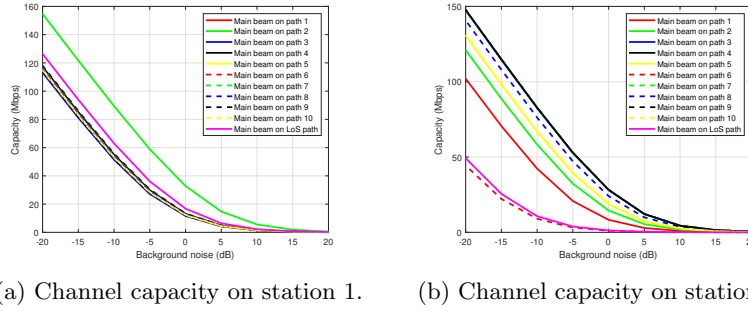 160
140
120
100
80
60
40
20
0
Capacity (Mbps)
-20 -15 -10 -5 0 5 10 15 20
Background noise (dB)
Main beam on path 1
Main beam on path 2
Main beam on path 3
Main beam on path 4
Main beam on path 5
Main beam on path 6
Main beam on path 7
Main beam on path 8
Main beam on path 9
Main beam on path 10
Main beam on LoS path
(a) Channel capacity on station 1.
150
100
50
0
Capacity (Mbps)
-20 -15 -10 -5 0 5 10 15
Background noise (dB)
Main beam on path 1
Main beam on path 2
Main beam on path 3
Main beam on path 4
Main beam on path 5
Main beam on path 6
Main beam on path 7
Main beam on path 8
Main beam on path 9
Main beam on path 10
Main beam on LoS path
(b) Channel capacity on station